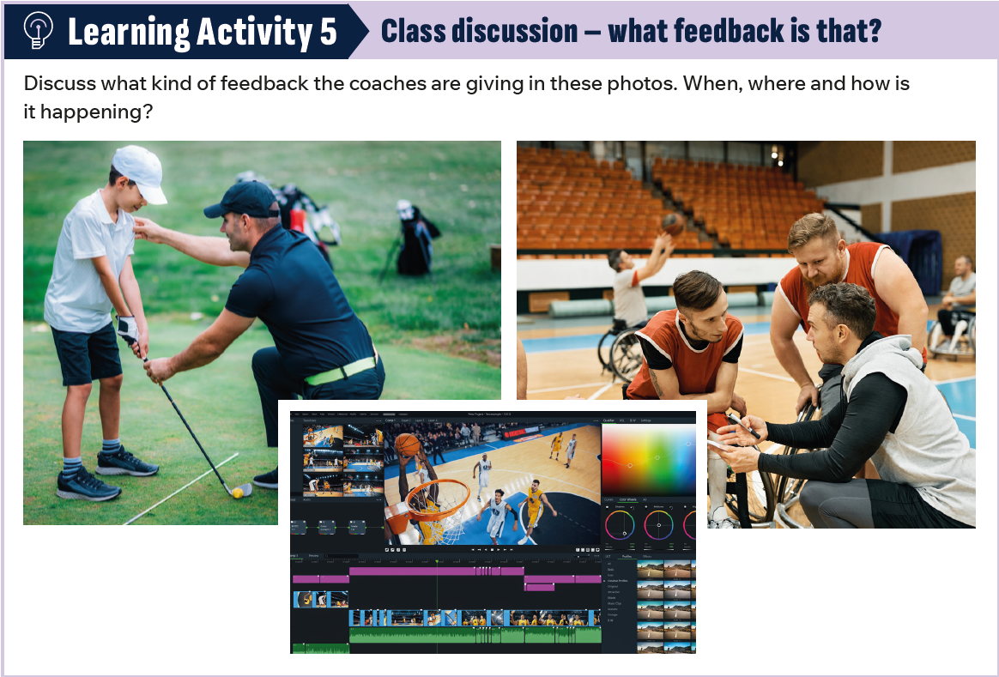 Learning Activity 5
Class discussion – what feedback is that?
Discuss what kind of feedback the coaches are giving in these photos. When, where and how is
it happening?